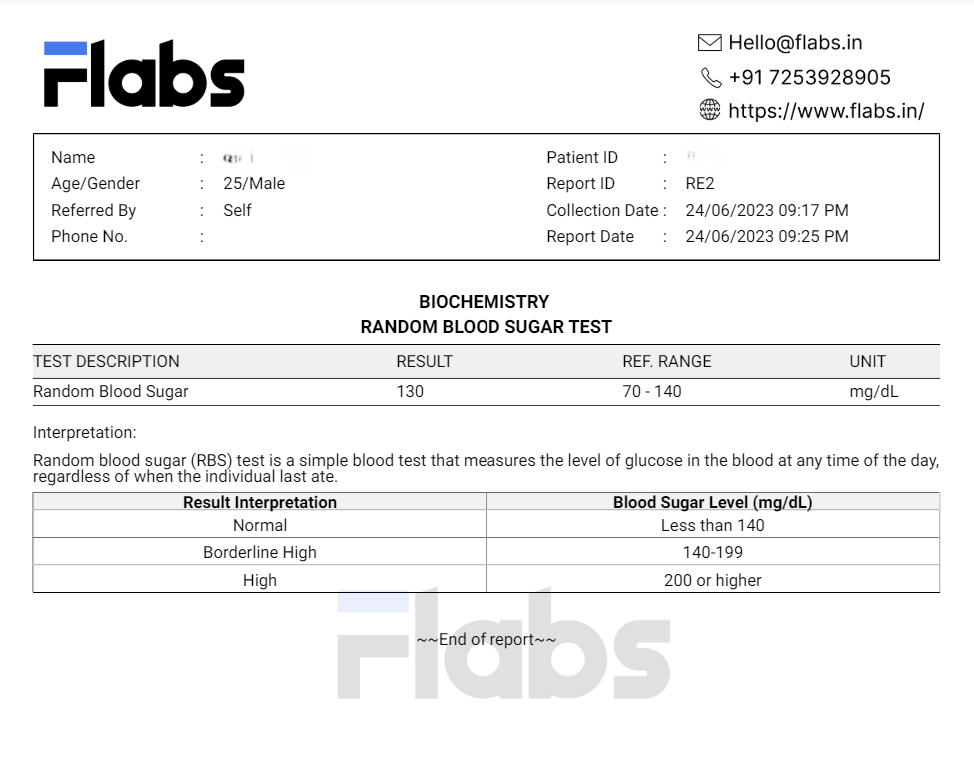 Flabs
Hello@flabs.in
+91 7253928905
https://www.flabs.in/
Name :
Patient ID :
Age/Gender : 25/Male
Report ID : RE2
Referred By : Self
Collection Date : 24/06/2023 09:17 PM
Phone No. :
Report Date : 24/06/2023 09:25 PM
BIOCHEMISTRY
RANDOM BLOOD SUGAR TEST
TEST DESCRIPTION RESULT REF. RANGE UNIT
Random Blood Sugar 130 70 - 140 mg/dL
Interpretation:
Random blood sugar (RBS) test is a simple blood test that measures the level of glucose in the blood at any time of the day,
regardless of when the individual last ate.
Result Interpretation Blood Sugar Level (mg/dL)
Normal Less than 140
Borderline High 140-199
High 200 or higher
~~End of report~~
Flabs